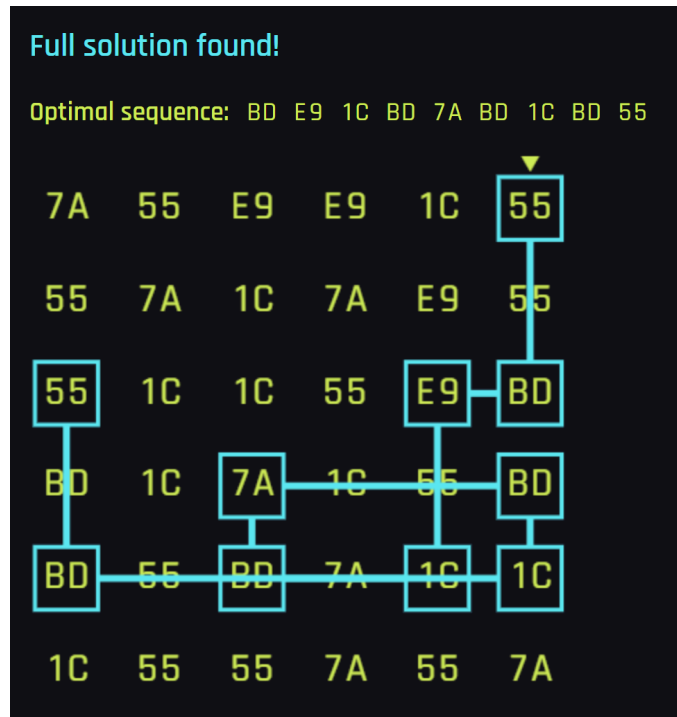 Full solution found!
Optimal sequence: BD E9 1C BD 7A BD 1C BD 55
7A 55 E9 E9 1C 55
55 7A 1C 7A E9 55
55 1C 1C 55 E9 BD
BD 1C 7A 1C 55 BD
BD 55 BD 7A 1C 1C
1C 55 55 7A 55 7A